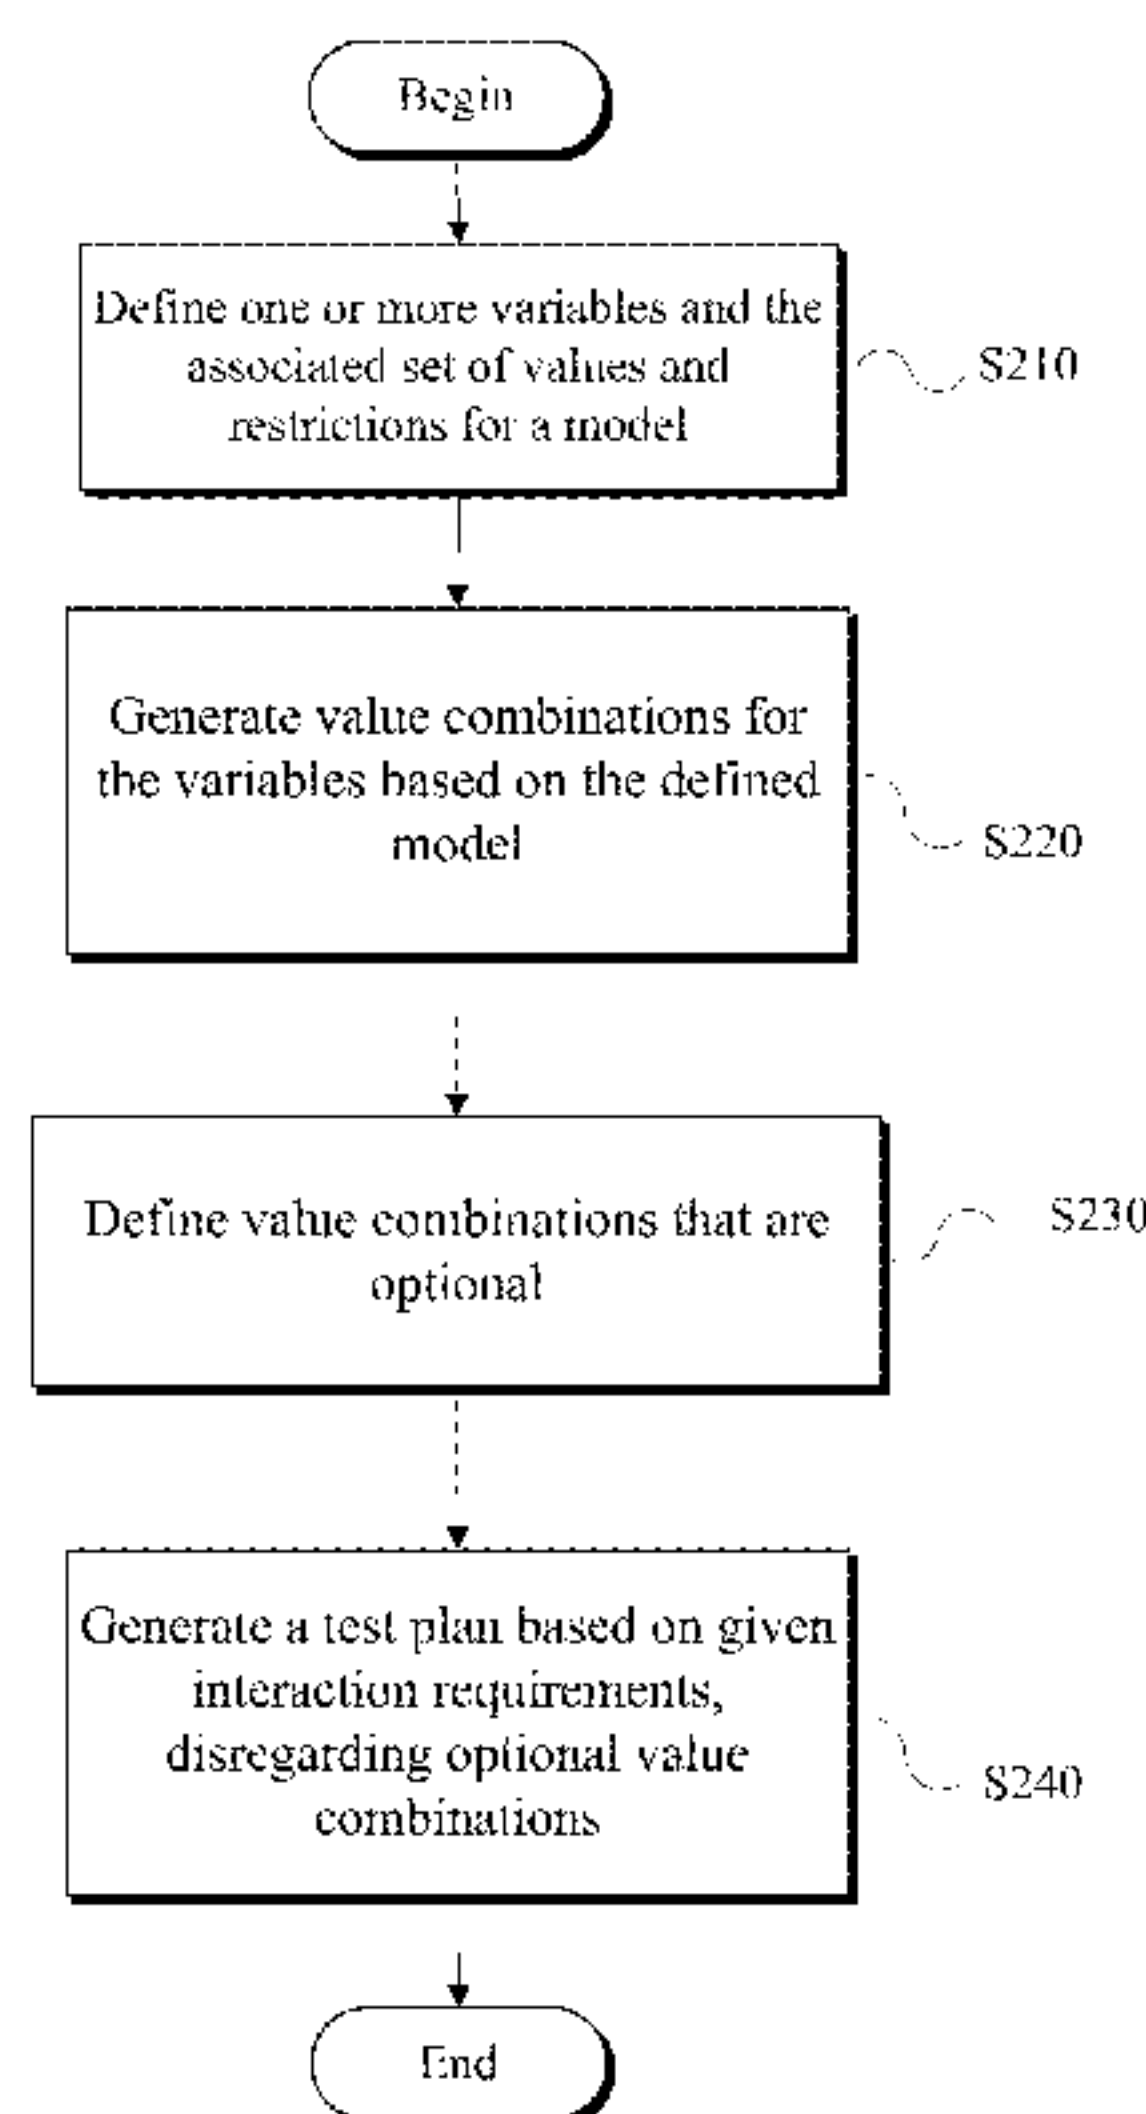 Begin
Define one or more variables and the
associated set of values and
restrictions for a model
S210
Generate value combinations for
the variables based on the defined
model
S220
Define value combinations that are
optional
S230
Generate a test plan based on given
interaction requirements,
disregarding optional value
combinations
S240
End